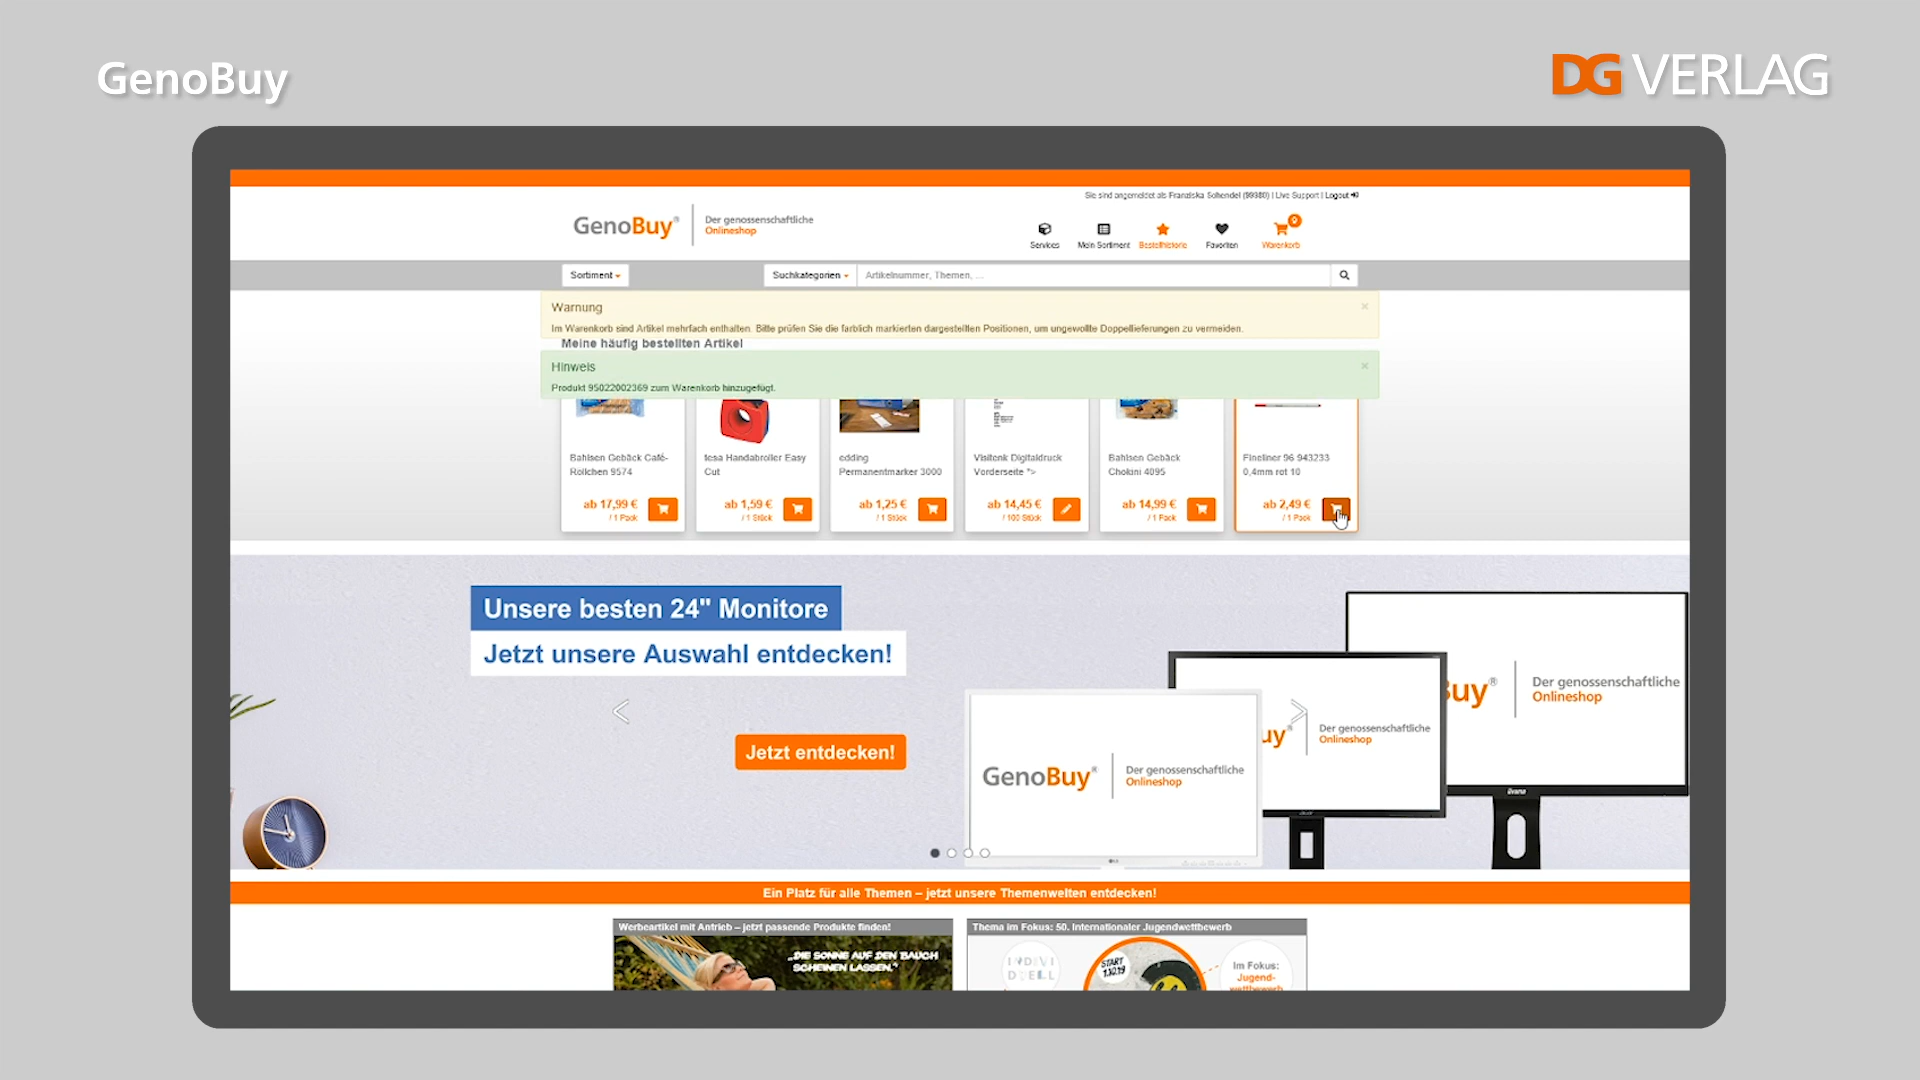 GenoBuy
DG VERLAG
Sie sind angemeldet als Franziska Schendel (99380) | Live Support | Logout
GenoBuy®
Der genossenschaftliche
Onlineshop
Services
Mein Sortiment
Bestellhistorie
Favoriten
Warenkorb
9
Sortiment
Suchkategorien
Artikelnummer, Themen, ...
Warnung
×
Im Warenkorb sind Artikel mehrfach enthalten. Bitte prüfen Sie die farblich markierten dargestellten Positionen, um ungewollte Doppellieferungen zu vermeiden.
Meine häufig bestellten Artikel
Hinweis
×
Produkt 95022002369 zum Warenkorb hinzugefügt.
Bahlsen Gebäck Café-
Röllchen 9574
ab 17,99 €
/ 1 Pack
tesa Handabroller Easy
Cut
ab 1,59 €
/ 1 Stück
edding
Permanentmarker 3000
ab 1,25 €
/ 1 Stück
Visitenk Digitaldruck
Vorderseite ">
ab 14,45 €
/ 100 Stück
Bahlsen Gebäck
Chokini 4095
ab 14,99 €
/ 1 Pack
Fineliner 96 943233
0,4mm rot 10
ab 2,49 €
/ 1 Pack
Unsere besten 24" Monitore
Jetzt unsere Auswahl entdecken!
Jetzt entdecken!
GenoBuy®
Der genossenschaftliche
Onlineshop
uy®
Der genossenschaftliche
Onlineshop
Buy®
Der genossenschaftliche
Onlineshop
Ein Platz für alle Themen – jetzt unsere Themenwelten entdecken!
Werbeartikel mit Antrieb – jetzt passende Produkte finden!
„DIE SONNE AUF DEN BAUCH
SCHEINEN LASSEN."
Thema im Fokus: 50. Internationaler Jugendwettbewerb
INDIVI
DUELL
START
1.10.19
Im Fokus:
Jugend-
wettbewerb